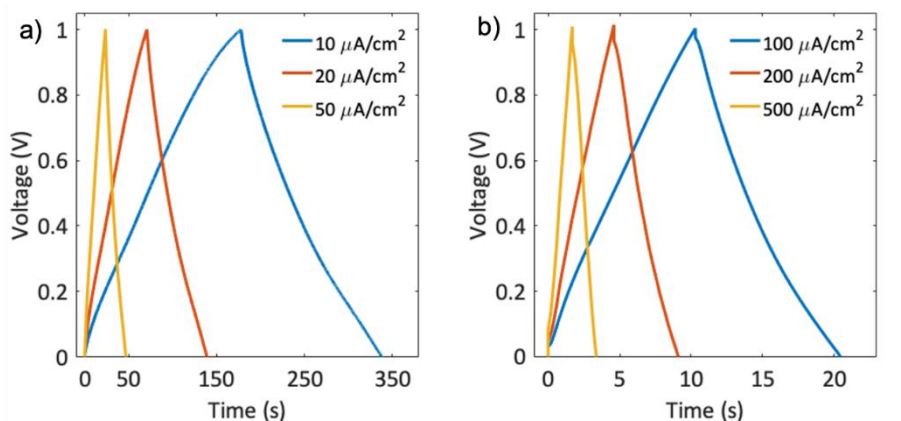 a)
10 μA/cm²
20 μA/cm²
50 μA/cm²
1
0.8
0.6
0.4
0.2
0
Voltage (V)
0 50 150 250 350
Time (s)
b)
100 μA/cm²
200 μA/cm²
500 μA/cm²
1
0.8
0.6
0.4
0.2
0
Voltage (V)
0 5 10 15 20
Time (s)